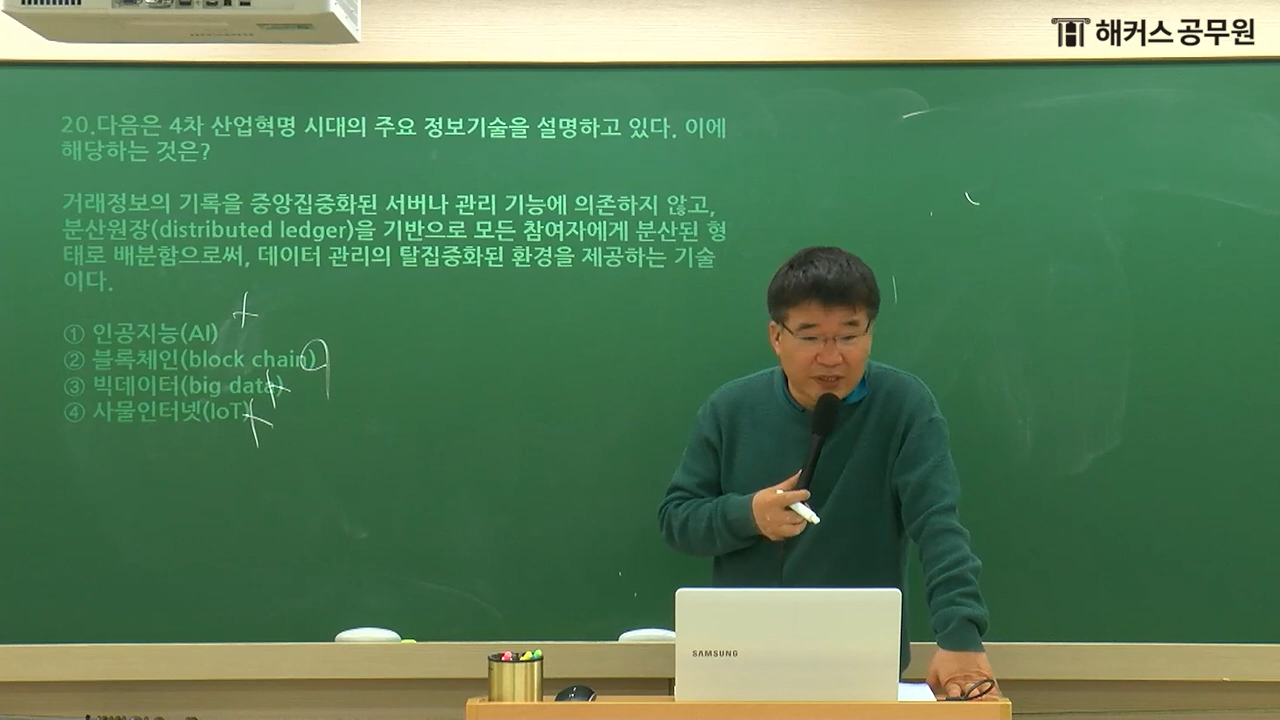 해커스공무원
20.다음은 4차 산업혁명 시대의 주요 정보기술을 설명하고 있다. 이에
해당하는 것은?
거래정보의 기록을 중앙집중화된 서버나 관리 기능에 의존하지 않고,
분산원장(distributed ledger)을 기반으로 모든 참여자에게 분산된 형
태로 배분함으로써, 데이터 관리의 탈집중화된 환경을 제공하는 기술
이다.
① 인공지능(AI)
② 블록체인(block chain)
③ 빅데이터(big data)
④ 사물인터넷(IoT)
SAMSUNG